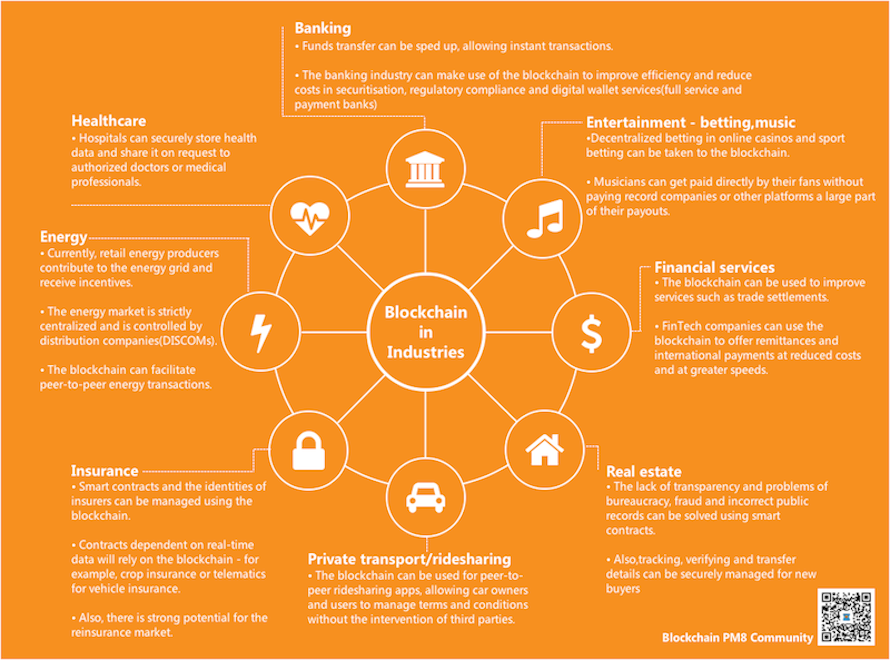 Banking
• Funds transfer can be sped up, allowing instant transactions.
• The banking industry can make use of the blockchain to improve efficiency and reduce
costs in securitisation, regulatory compliance and digital wallet services(full service and
payment banks)
Healthcare
• Hospitals can securely store health
data and share it on request to
authorized doctors or medical
professionals.
Entertainment - betting,music
•Decentralized betting in online casinos and sport
betting can be taken to the blockchain.
• Musicians can get paid directly by their fans without
paying record companies or other platforms a large part
of their payouts.
Energy
• Currently, retail energy producers
contribute to the energy grid and
receive incentives.
• The energy market is strictly
centralized and is controlled by
distribution companies(DISCOMs).
• The blockchain can facilitate
peer-to-peer energy transactions.
Blockchain
in
Industries
Financial services
• The blockchain can be used to improve
services such as trade settlements.
• FinTech companies can use the
blockchain to offer remittances and
international payments at reduced costs
and at greater speeds.
Insurance
• Smart contracts and the identities of
insurers can be managed using the
blockchain.
• Contracts dependent on real-time
data will rely on the blockchain - for
example, crop insurance or telematics
for vehicle insurance.
• Also, there is strong potential for the
reinsurance market.
Private transport/ridesharing
• The blockchain can be used for peer-to-
peer ridesharing apps, allowing car owners
and users to manage terms and conditions
without the intervention of third parties.
Real estate
• The lack of transparency and problems of
bureaucracy, fraud and incorrect public
records can be solved using smart
contracts.
• Also,tracking, verifying and transfer
details can be securely managed for new
buyers
Blockchain PM8 Community